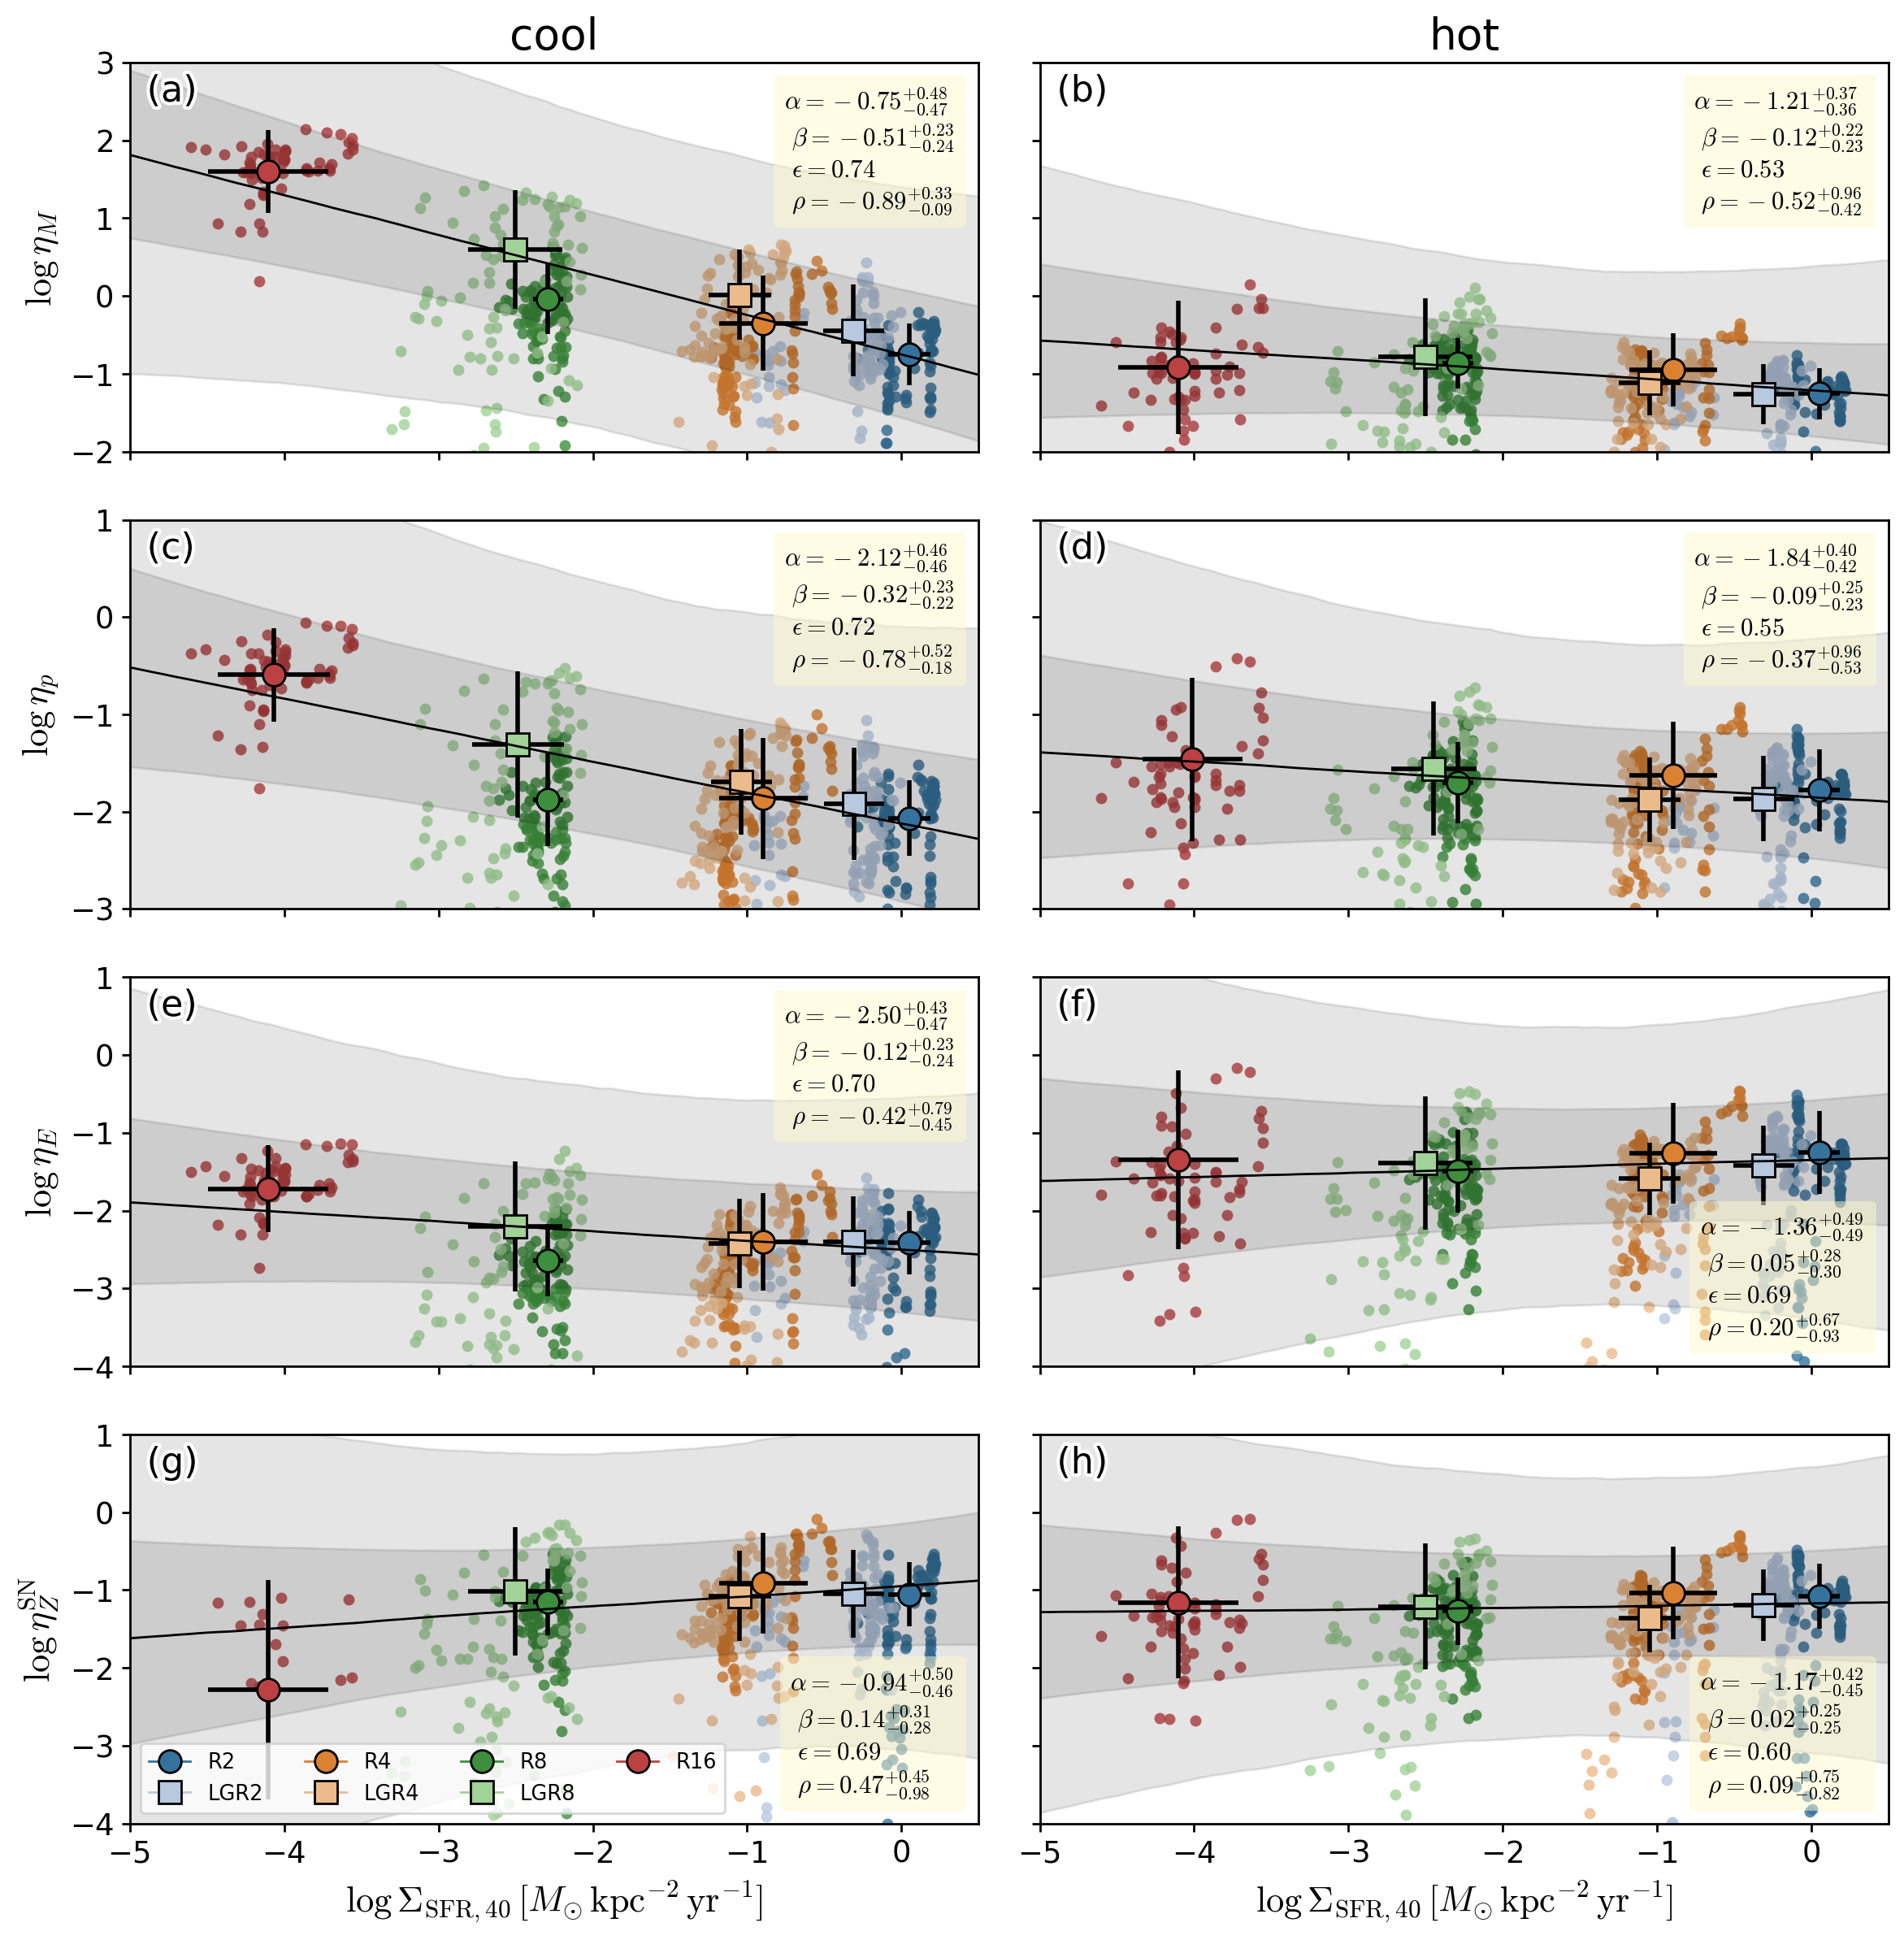 cool
hot
3
2
1
0
−1
−2
log η_M
(a)
α = −0.75^{+0.48}_{−0.47}
β = −0.51^{+0.23}_{−0.24}
ϵ = 0.74
ρ = −0.89^{+0.33}_{−0.09}
(b)
α = −1.21^{+0.37}_{−0.36}
β = −0.12^{+0.22}_{−0.23}
ϵ = 0.53
ρ = −0.52^{+0.96}_{−0.42}
1
0
−1
−2
−3
log η_p
(c)
α = −2.12^{+0.46}_{−0.46}
β = −0.32^{+0.23}_{−0.22}
ϵ = 0.72
ρ = −0.78^{+0.52}_{−0.18}
(d)
α = −1.84^{+0.40}_{−0.42}
β = −0.09^{+0.25}_{−0.23}
ϵ = 0.55
ρ = −0.37^{+0.96}_{−0.53}
1
0
−1
−2
−3
−4
log η_E
(e)
α = −2.50^{+0.43}_{−0.47}
β = −0.12^{+0.23}_{−0.24}
ϵ = 0.70
ρ = −0.42^{+0.79}_{−0.45}
(f)
α = −1.36^{+0.49}_{−0.49}
β = 0.05^{+0.28}_{−0.30}
ϵ = 0.69
ρ = 0.20^{+0.67}_{−0.93}
1
0
−1
−2
−3
−4
log η_Z^{SN}
(g)
α = −0.94^{+0.50}_{−0.46}
β = 0.14^{+0.31}_{−0.28}
ϵ = 0.69
ρ = 0.47^{+0.45}_{−0.98}
R2 R4 R8 R16
LGR2 LGR4 LGR8
(h)
α = −1.17^{+0.42}_{−0.45}
β = 0.02^{+0.25}_{−0.25}
ϵ = 0.60
ρ = 0.09^{+0.75}_{−0.82}
−5 −4 −3 −2 −1 0
−5 −4 −3 −2 −1 0
log Σ_{SFR, 40} [M_⊙ kpc^{−2} yr^{−1}]
log Σ_{SFR, 40} [M_⊙ kpc^{−2} yr^{−1}]